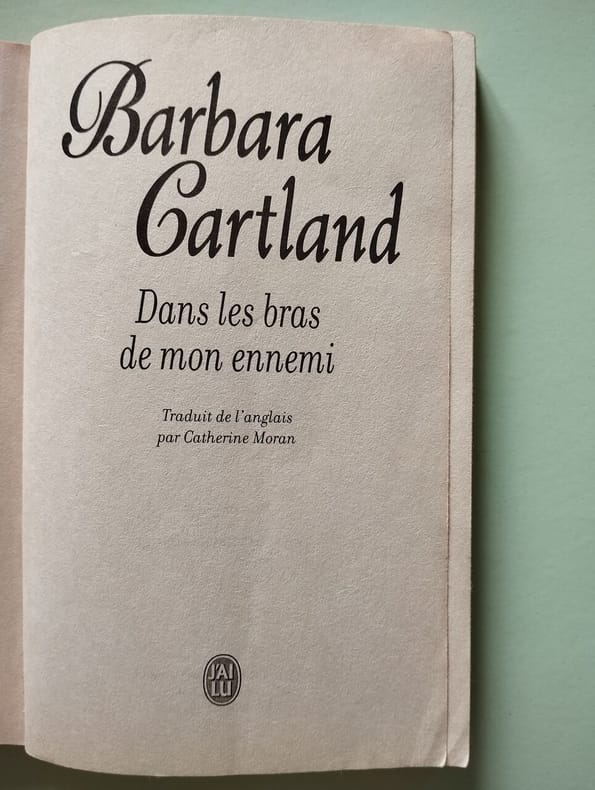 Barbara
Cartland
Dans les bras
de mon ennemi
Traduit de l'anglais
par Catherine Moran
J'AI
LU